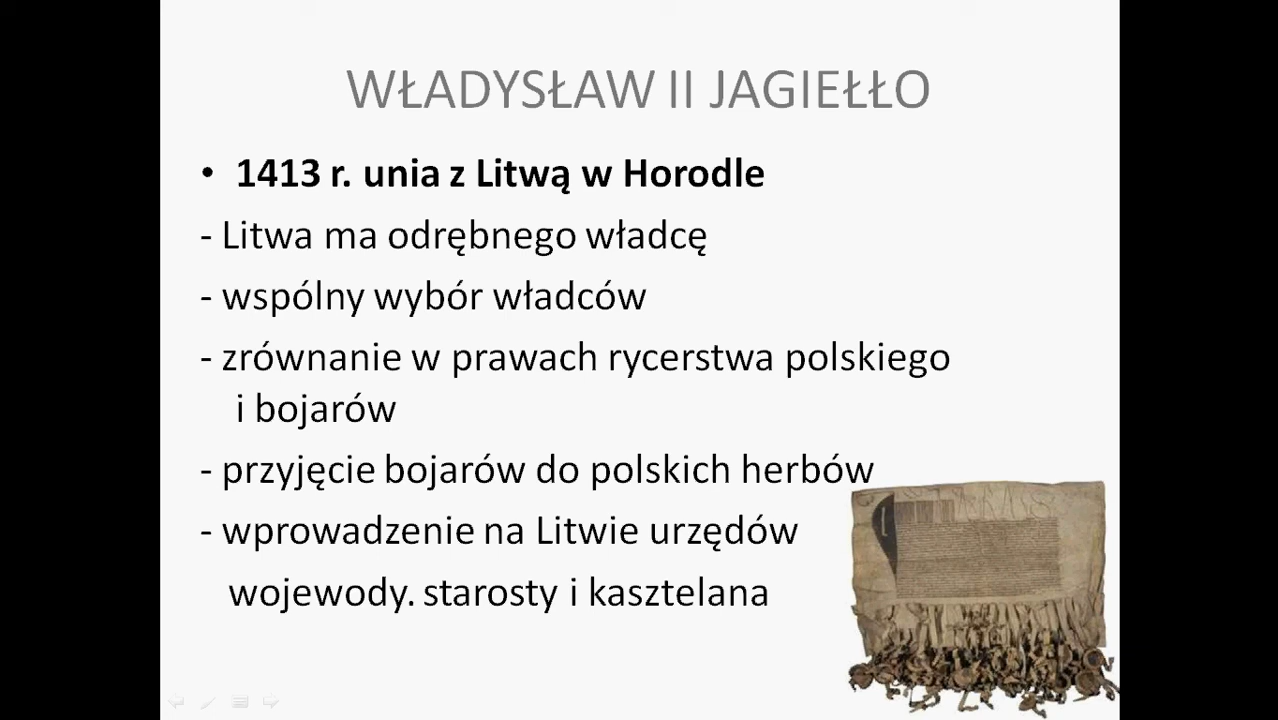 WŁADYSŁAW II JAGIEŁŁO
• 1413 r. unia z Litwą w Horodle
- Litwa ma odrębnego władcę
- wspólny wybór władców
- zrównanie w prawach rycerstwa polskiego
i bojarów
- przyjęcie bojarów do polskich herbów
- wprowadzenie na Litwie urzędów
wojewody. starosty i kasztelana